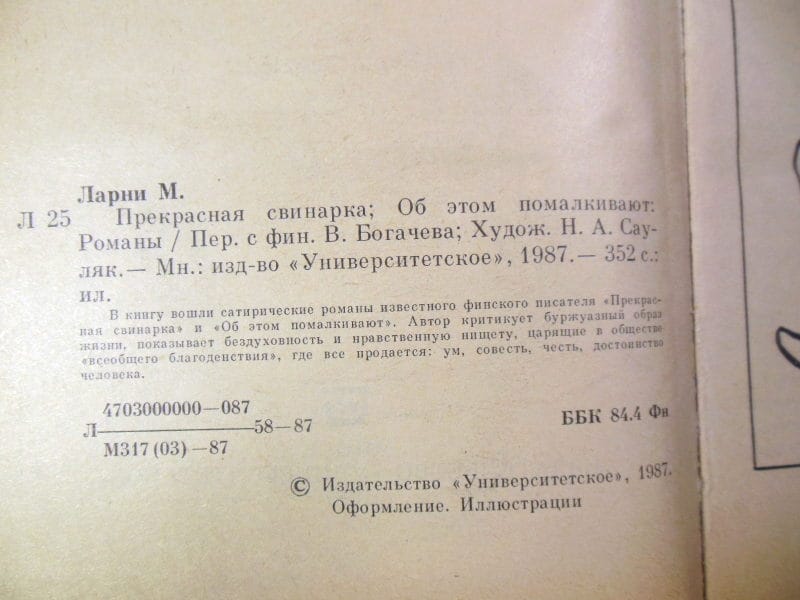 Ларни М.
Л 25 Прекрасная свинарка; Об этом помалкивают:
Романы / Пер. с фин. В. Богачева; Худож. Н. А. Сау-
ляк.— Мн.: изд-во «Университетское», 1987.— 352 с.:
ил.
В книгу вошли сатирические романы известного финского писателя «Прекрас-
ная свинарка» и «Об этом помалкивают». Автор критикует буржуазный образ
жизни, показывает бездуховность и нравственную нищету, царящие в обществе
«всеобщего благоденствия», где все продается: ум, совесть, честь, достоинство
человека.
4703000000—087
Л————58—87
М317(03)—87
ББК 84.4 Фи
© Издательство «Университетское», 1987.
Оформление. Иллюстрации